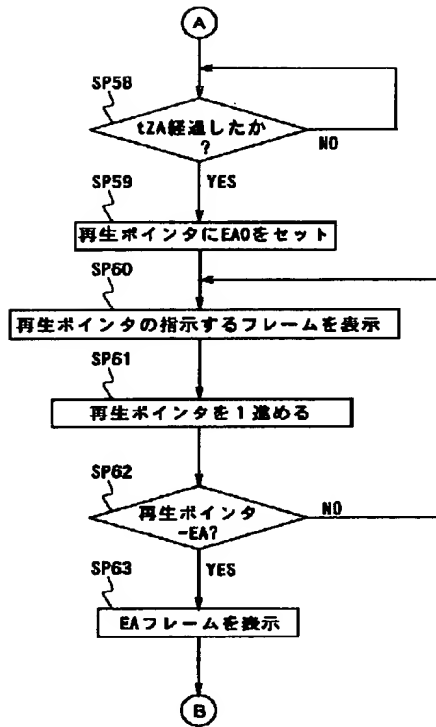 A
SP58
tZA経過したか
?
NO
YES
SP59
再生ポインタにEA0をセット
SP60
再生ポインタの指示するフレームを表示
SP61
再生ポインタを1進める
SP62
再生ポインタ
=EA?
NO
YES
SP63
EAフレームを表示
B